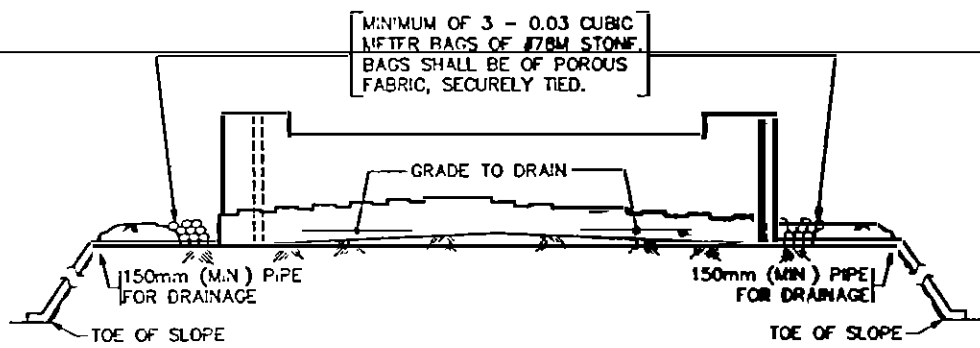 MINIMUM OF 3 - 0.03 CUBIC
METER BAGS OF #78M STONE.
BAGS SHALL BE OF POROUS
FABRIC, SECURELY TIED.
GRADE TO DRAIN
150mm (MIN) PIPE
FOR DRAINAGE
150mm (MIN) PIPE
FOR DRAINAGE
TOE OF SLOPE
TOE OF SLOPE